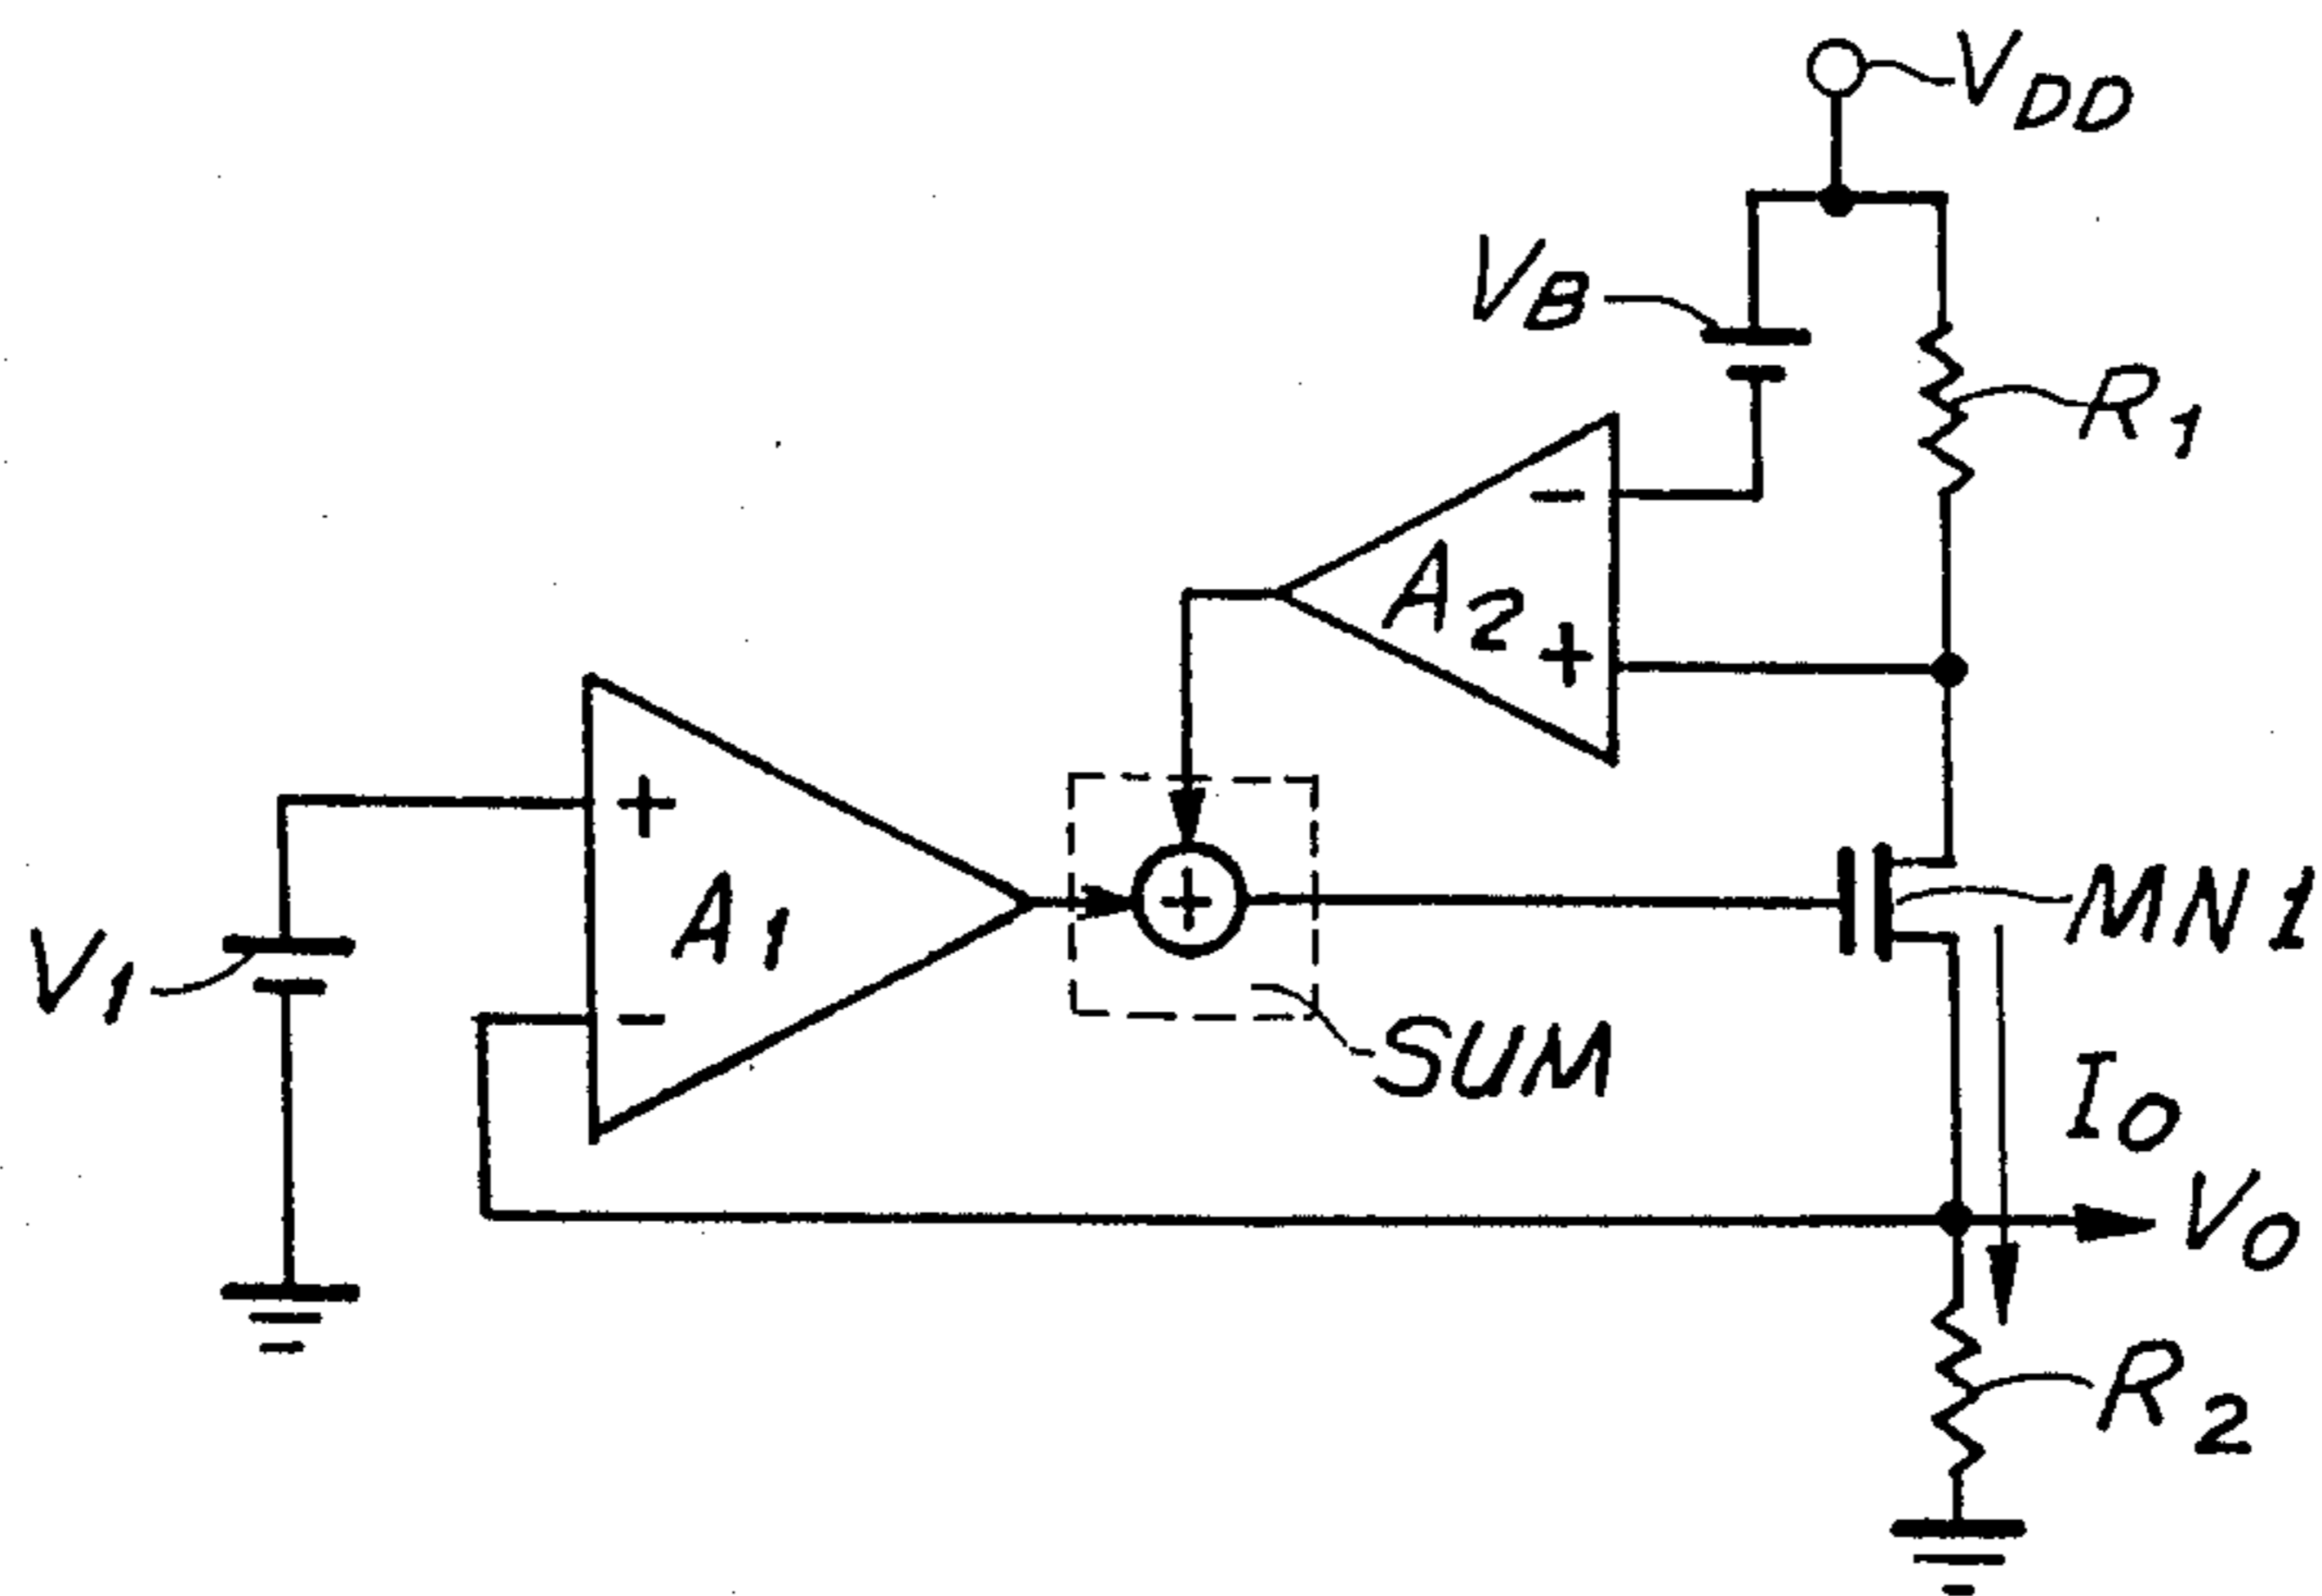 VDD
VB
R1
A2
-
+
+
A1
-
+
V1
SUM
MN1
IO
VO
R2